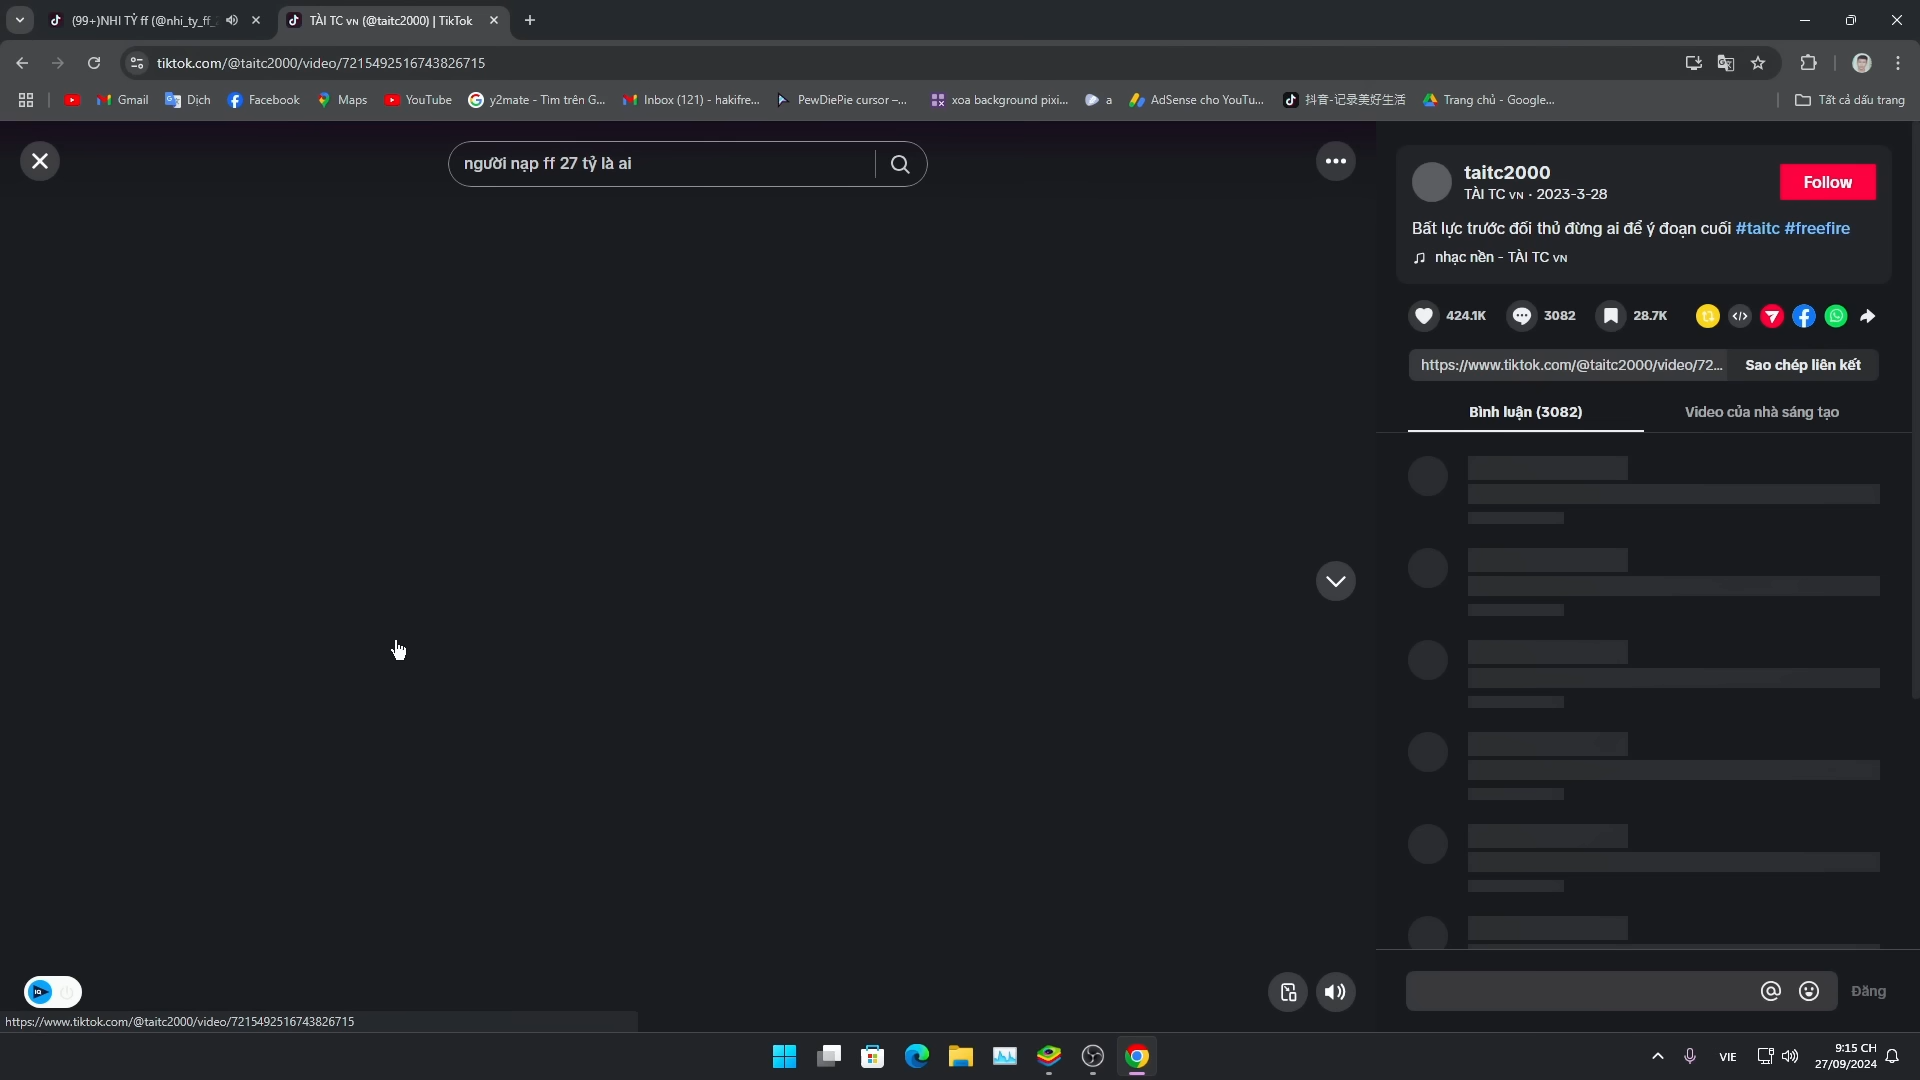 (99+)NHI TỶ ff (@nhi_ty_ff_
TÀI TC VN (@taitc2000) | TikTok
tiktok.com/@taitc2000/video/7215492516743826715
Gmail
Dịch
Facebook
Maps
YouTube
y2mate - Tìm trên G...
Inbox (121) - hakifre...
PewDiePie cursor –...
xoa background pixi...
a
AdSense cho YouTu...
抖音-记录美好生活
Trang chủ - Google...
Tất cả dấu trang
người nạp ff 27 tỷ là ai
taitc2000
TÀI TC VN · 2023-3-28
Follow
Bất lực trước đối thủ đừng ai để ý đoạn cuối #taitc #freefire
nhạc nền - TÀI TC VN
424.1K
3082
28.7K
https://www.tiktok.com/@taitc2000/video/72...
Sao chép liên kết
Bình luận (3082)
Video của nhà sáng tạo
Đăng
https://www.tiktok.com/@taitc2000/video/7215492516743826715
VIE
9:15 CH
27/09/2024